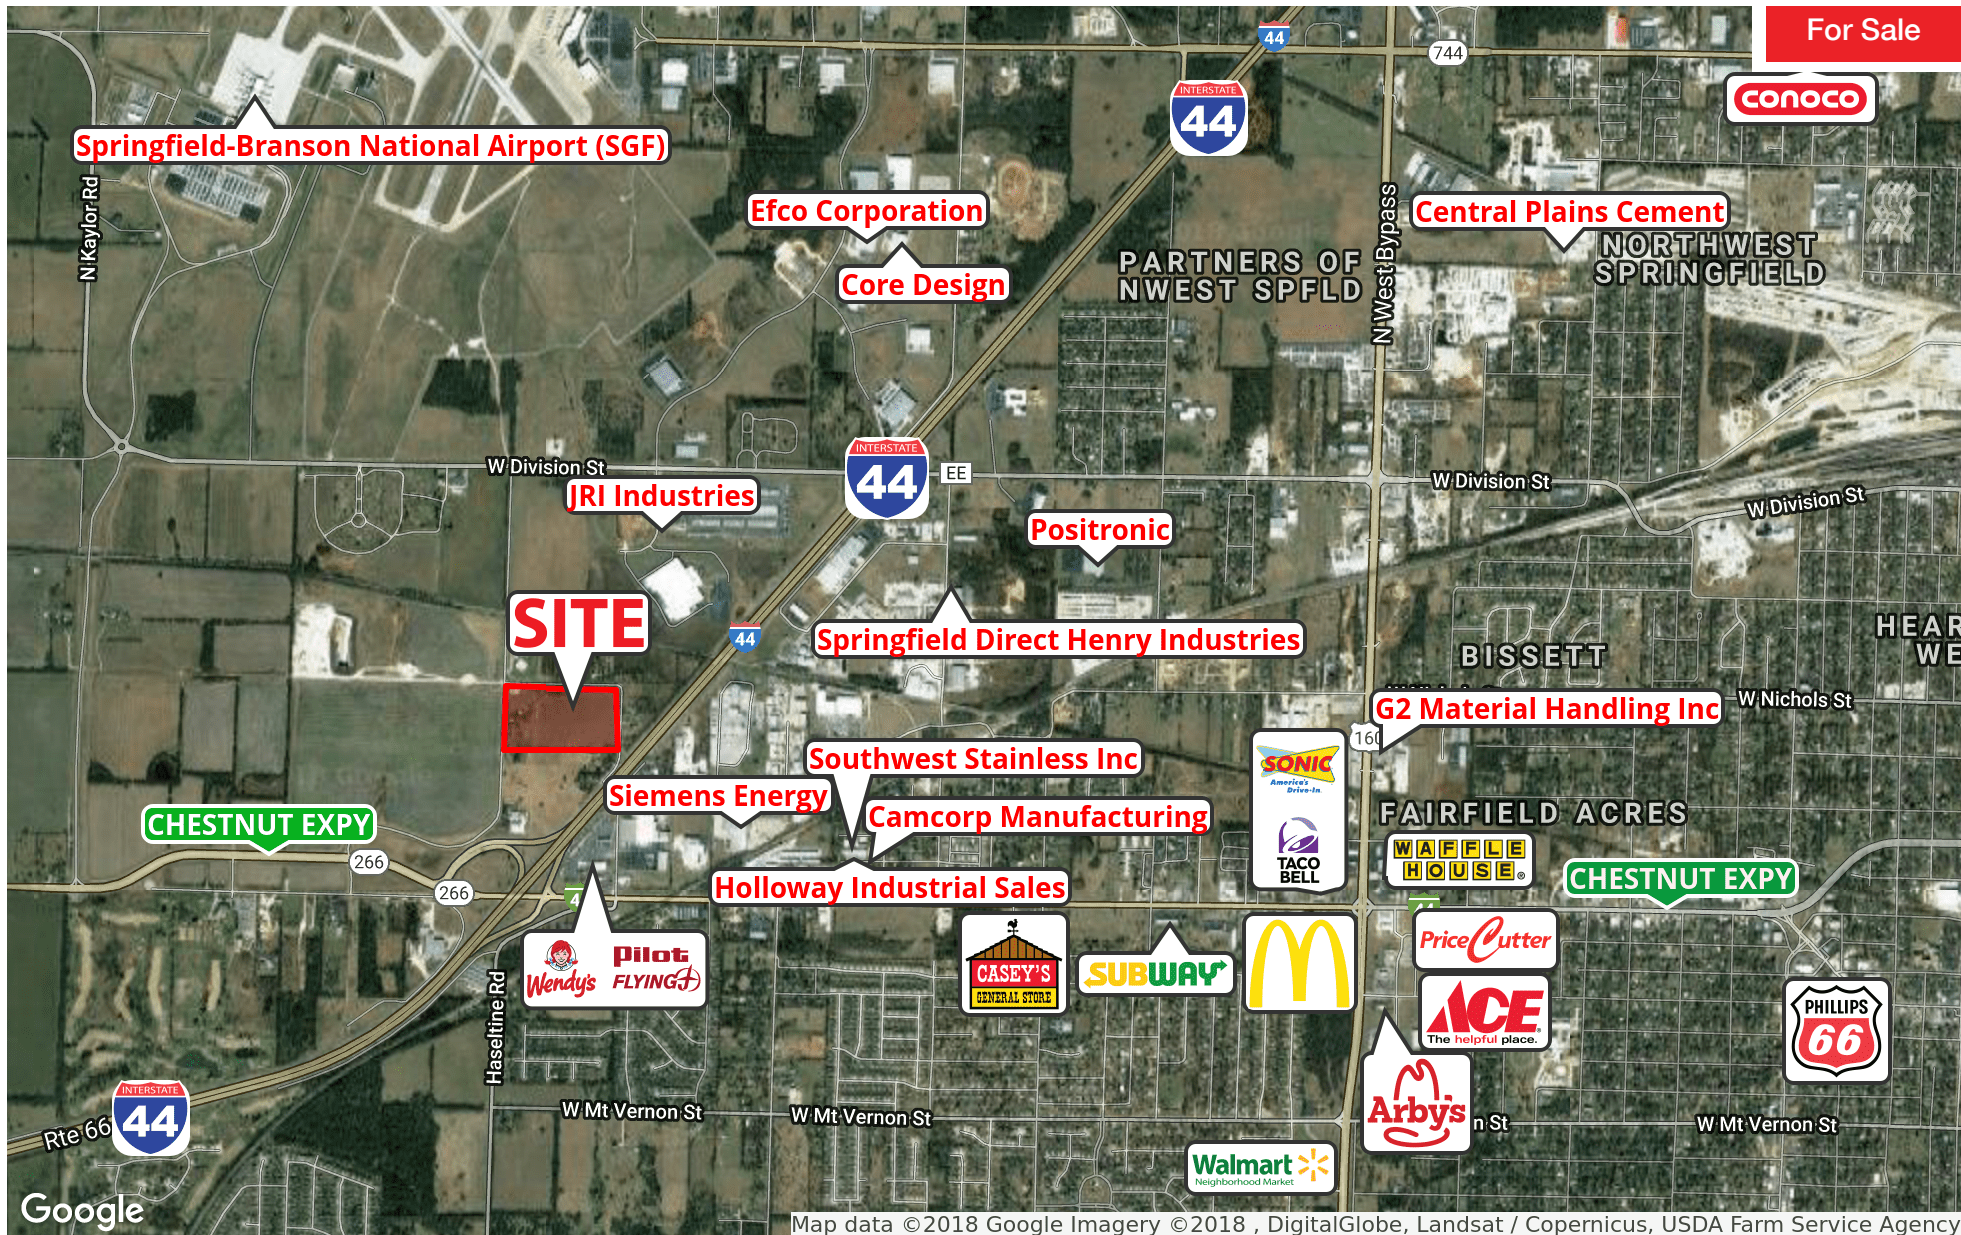 For Sale
44
744
CONOCO
INTERSTATE
44
Springfield-Branson National Airport (SGF)
N Kaylor Rd
Efco Corporation
Central Plains Cement
N West Bypass
NORTHWEST
SPRINGFIELD
PARTNERS OF
NWEST SPFLD
Core Design
INTERSTATE
44
EE
W Division St
W Division St
W Division St
JRI Industries
Positronic
SITE
44
Springfield Direct Henry Industries
HEAR
WE
BISSETT
W Nichols St
G2 Material Handling Inc
160
Southwest Stainless Inc
SONIC
America's
Drive-In
Siemens Energy
Camcorp Manufacturing
FAIRFIELD ACRES
CHESTNUT EXPY
TACO
BELL
WAFFLE
HOUSE
266
266
CHESTNUT EXPY
Holloway Industrial Sales
44
Wendy's
Pilot
FLYING J
CASEY'S
GENERAL STORE
SUBWAY
Price Cutter
ACE
The helpful place.
PHILLIPS
66
Haseltine Rd
Arby's
INTERSTATE
44
Rte 66
W Mt Vernon St
W Mt Vernon St
n St
W Mt Vernon St
Walmart
Neighborhood Market
Google
Map data ©2018 Google Imagery ©2018 , DigitalGlobe, Landsat / Copernicus, USDA Farm Service Agency